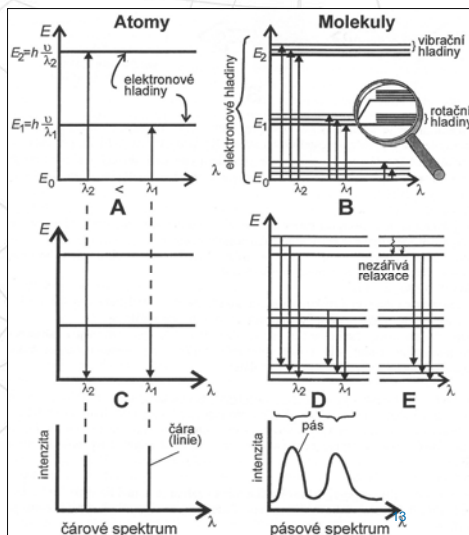 Atomy
Molekuly
E
E₂=h υ/λ₂
elektronové
hladiny
E₁=h υ/λ₁
E₀
λ₂ < λ₁
λ
A
elektronové hladiny
E
E₂
E₁
E₀
vibrační
hladiny
rotační
hladiny
λ₂
λ₁
λ
B
E
λ₂
λ₁
λ
C
E
nezářivá
relaxace
λ₂
λ₁
λ
D
E
intenzita
čára
(linie)
λ
čárové spektrum
intenzita
pás
λ
pásové spektrum
13